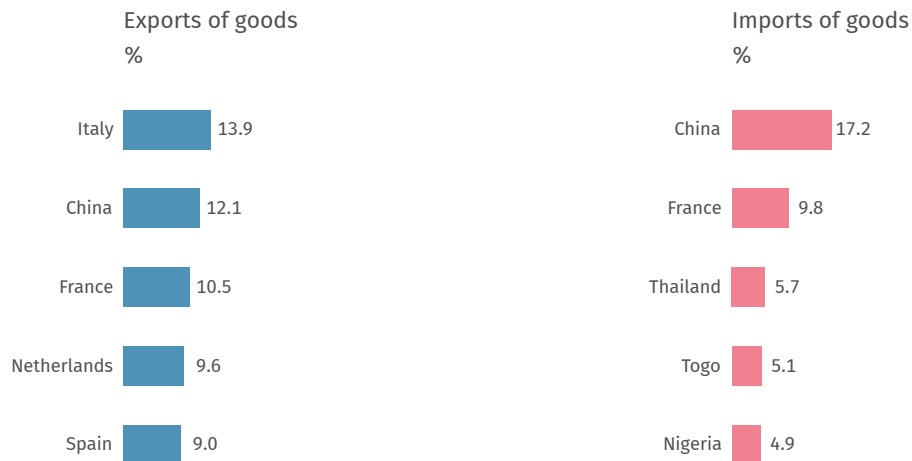 Exports of goods
%
Italy 13.9
China 12.1
France 10.5
Netherlands 9.6
Spain 9.0
Imports of goods
%
China 17.2
France 9.8
Thailand 5.7
Togo 5.1
Nigeria 4.9